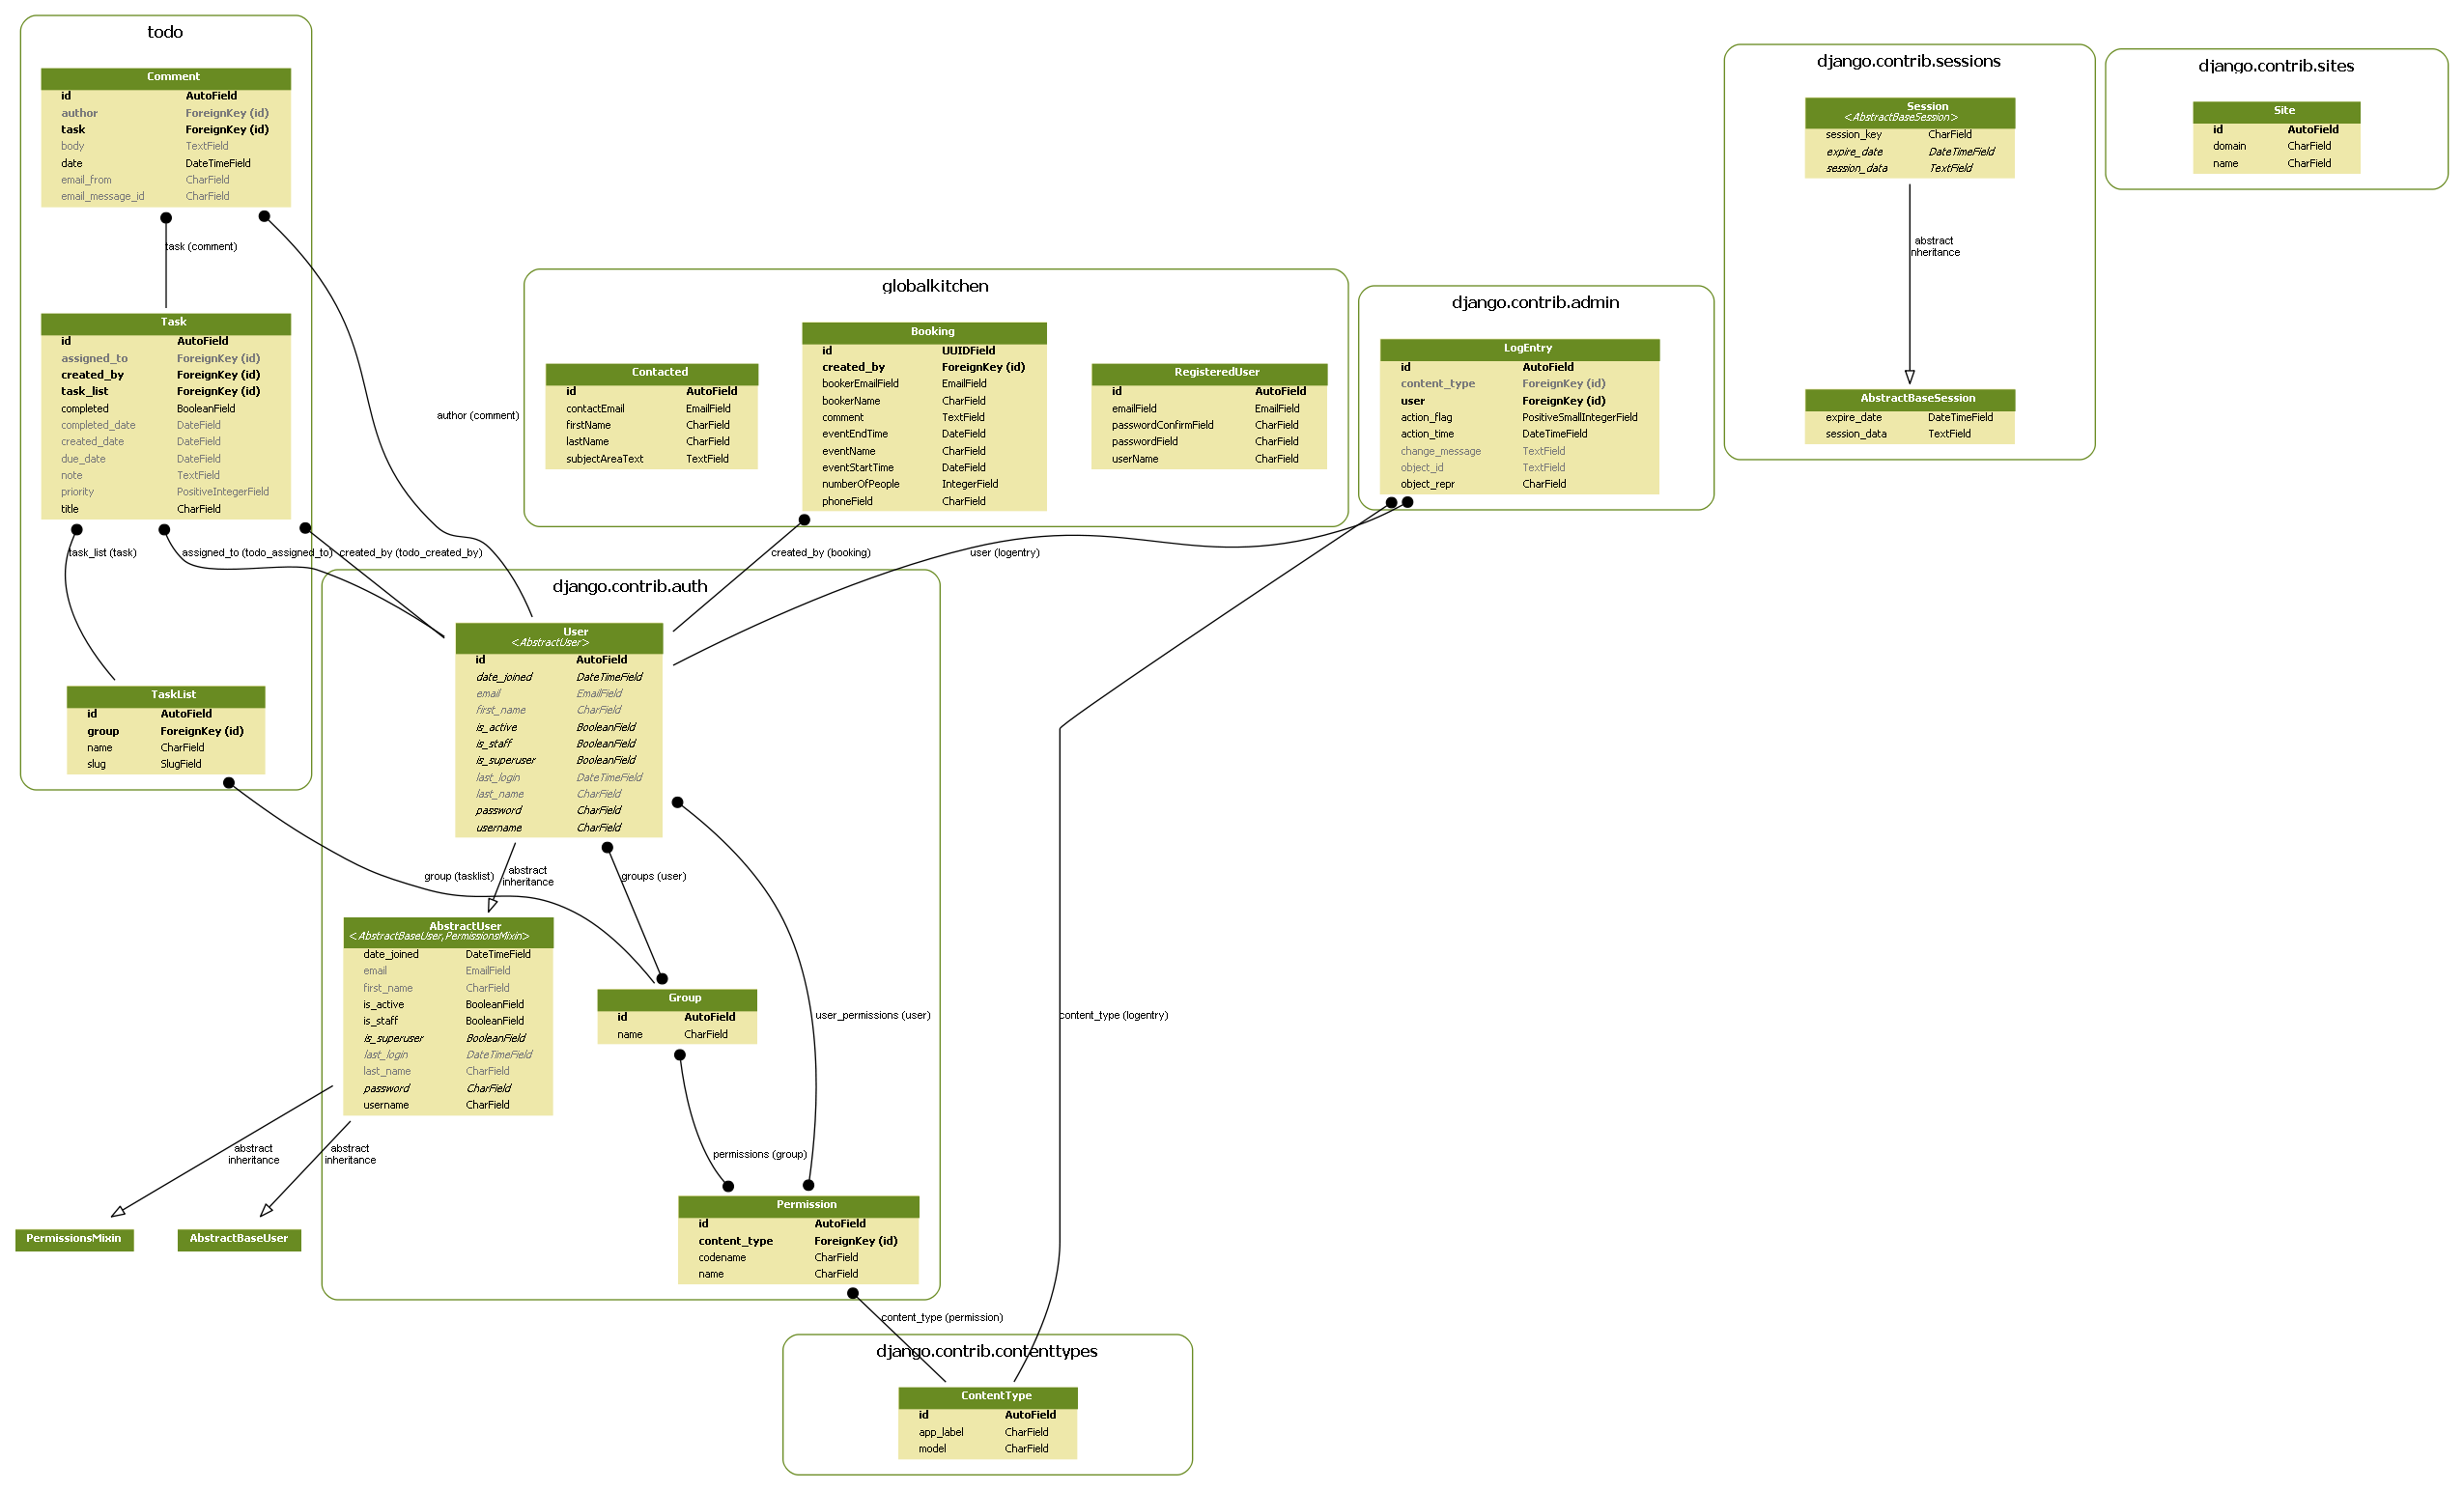 todo
Comment
id AutoField
author ForeignKey (id)
task ForeignKey (id)
body TextField
date DateTimeField
email_from CharField
email_message_id CharField
task (comment)
Task
id AutoField
assigned_to ForeignKey (id)
created_by ForeignKey (id)
task_list ForeignKey (id)
completed BooleanField
completed_date DateField
created_date DateField
due_date DateField
note TextField
priority PositiveIntegerField
title CharField
task_list (task)
assigned_to (todo_assigned_to)
created_by (todo_created_by)
author (comment)
TaskList
id AutoField
group ForeignKey (id)
name CharField
slug SlugField
group (tasklist)
globalkitchen
Contacted
id AutoField
contactEmail EmailField
firstName CharField
lastName CharField
subjectAreaText TextField
Booking
id UUIDField
created_by ForeignKey (id)
bookerEmailField EmailField
bookerName CharField
comment TextField
eventEndTime DateField
eventName CharField
eventStartTime DateField
numberOfPeople IntegerField
phoneField CharField
RegisteredUser
id AutoField
emailField EmailField
passwordConfirmField CharField
passwordField CharField
userName CharField
created_by (booking)
user (logentry)
django.contrib.admin
LogEntry
id AutoField
content_type ForeignKey (id)
user ForeignKey (id)
action_flag PositiveSmallIntegerField
action_time DateTimeField
change_message TextField
object_id TextField
object_repr CharField
django.contrib.sessions
Session
<AbstractBaseSession>
session_key CharField
expire_date DateTimeField
session_data TextField
abstract
inheritance
AbstractBaseSession
expire_date DateTimeField
session_data TextField
django.contrib.sites
Site
id AutoField
domain CharField
name CharField
django.contrib.auth
User
<AbstractUser>
id AutoField
date_joined DateTimeField
email EmailField
first_name CharField
is_active BooleanField
is_staff BooleanField
is_superuser BooleanField
last_login DateTimeField
last_name CharField
password CharField
username CharField
abstract
inheritance
groups (user)
AbstractUser
<AbstractBaseUser,PermissionsMixin>
date_joined DateTimeField
email EmailField
first_name CharField
is_active BooleanField
is_staff BooleanField
is_superuser BooleanField
last_login DateTimeField
last_name CharField
password CharField
username CharField
Group
id AutoField
name CharField
user_permissions (user)
content_type (logentry)
abstract
inheritance
abstract
inheritance
permissions (group)
PermissionsMixin
AbstractBaseUser
Permission
id AutoField
content_type ForeignKey (id)
codename CharField
name CharField
content_type (permission)
django.contrib.contenttypes
ContentType
id AutoField
app_label CharField
model CharField